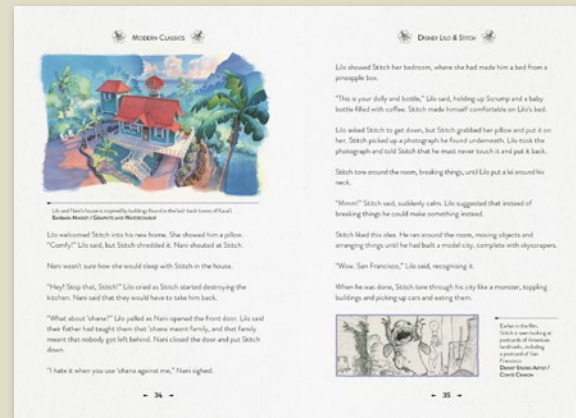 MODERN CLASSICS
Lilo and Nani's house is inspired by buildings found in the laid-back towns of Kaua'i.
BARBARA MASSEY / GRAPHITE AND WATERCOLOUR
Lilo welcomed Stitch into his new home. She showed him a pillow.
"Comfy!" Lilo said, but Stitch shredded it. Nani shouted at Stitch.
Nani wasn't sure how she would sleep with Stitch in the house.
"Hey! Stop that, Stitch!" Lilo cried as Stitch started destroying the
kitchen. Nani said that they would have to take him back.
"What about 'ohana?" Lilo yelled as Nani opened the front door. Lilo said
their father had taught them that 'ohana meant family, and that family
meant that nobody got left behind. Nani closed the door and put Stitch
down.
"I hate it when you use 'ohana against me," Nani sighed.
34
DISNEY LILO & STITCH
Lilo showed Stitch her bedroom, where she had made him a bed from a
pineapple box.
"This is your dolly and bottle," Lilo said, holding up Scrump and a baby
bottle filled with coffee. Stitch made himself comfortable on Lilo's bed.
Lilo asked Stitch to get down, but Stitch grabbed her pillow and put it on
her. Stitch picked up a photograph he found underneath. Lilo took the
photograph and told Stitch that he must never touch it and put it back.
Stitch tore around the room, breaking things, until Lilo put a lei around his
neck.
"Mmm!" Stitch said, suddenly calm. Lilo suggested that instead of
breaking things he could make something instead.
Stitch liked this idea. He ran around the room, moving objects and
arranging things until he had built a model city, complete with skyscrapers.
"Wow. San Francisco," Lilo said, recognising it.
When he was done, Stitch tore through his city like a monster, toppling
buildings and picking up cars and eating them.
Earlier in the film,
Stitch is seen looking at
postcards of American
landmarks, including
a postcard of San
Francisco.
DISNEY STUDIO ARTIST /
CONTÉ CRAYON
35